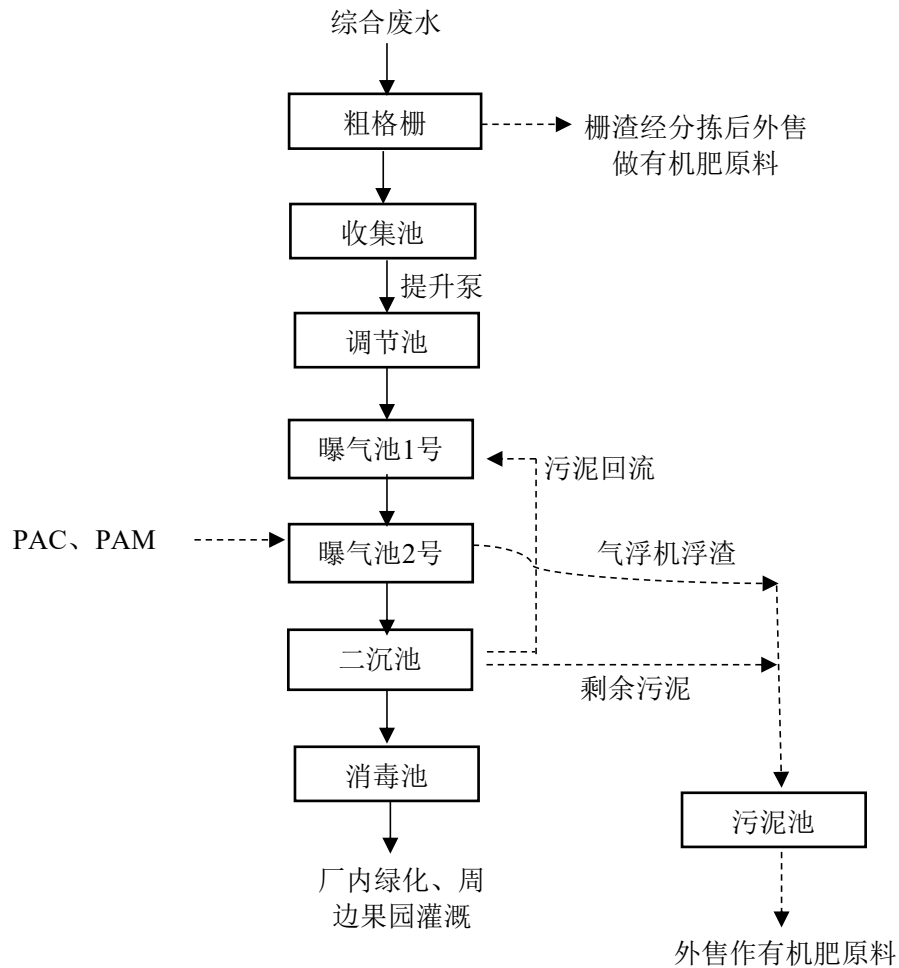 综合废水
粗格栅
栅渣经分拣后外售
做有机肥原料
收集池
提升泵
调节池
曝气池1号
污泥回流
PAC、PAM
曝气池2号
气浮机浮渣
二沉池
剩余污泥
消毒池
污泥池
厂内绿化、周
边果园灌溉
外售作有机肥原料